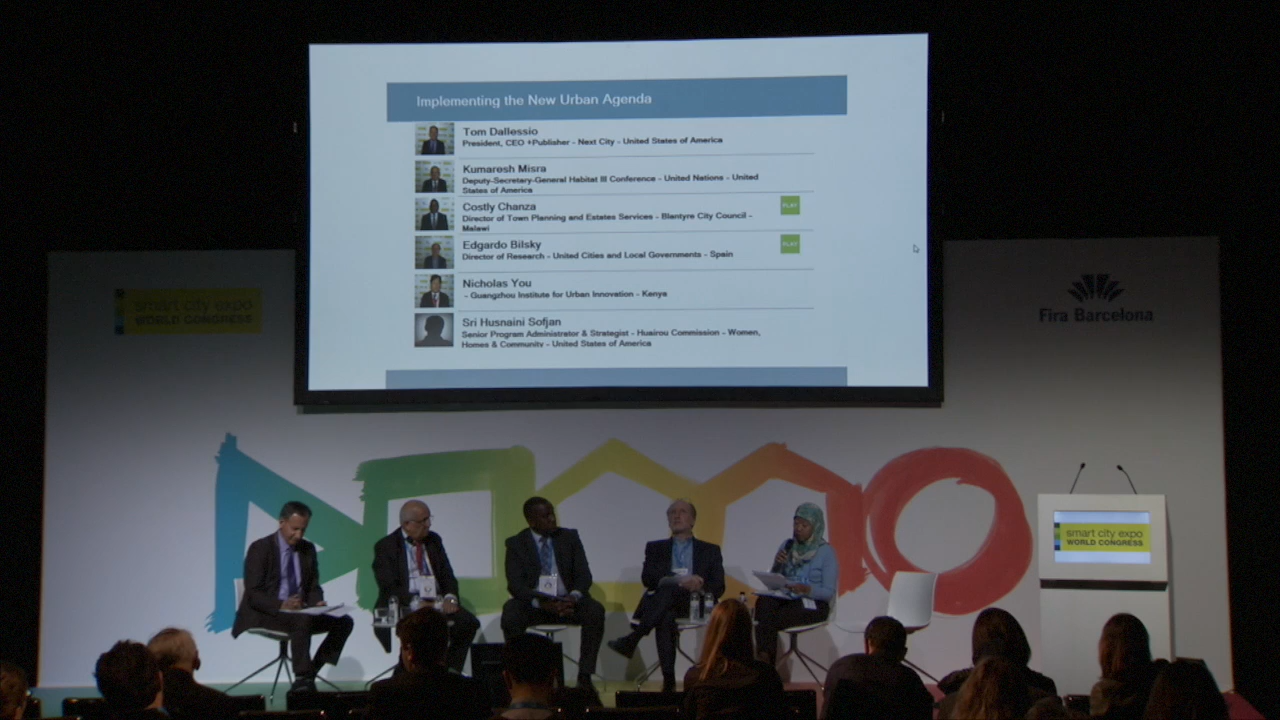 Implementing the New Urban Agenda
Tom Dallessio
President, CEO +Publisher - Next City - United States of America
Kumaresh Misra
Deputy-Secretary-General Habitat III Conference - United Nations - United
States of America
Costly Chanza
PLAY
Director of Town Planning and Estates Services - Blantyre City Council -
Malawi
Edgardo Bilsky
PLAY
Director of Research - United Cities and Local Governments - Spain
Nicholas You
- Guangzhou Institute for Urban Innovation - Kenya
Sri Husnaini Sofjan
Senior Program Administrator & Strategist - Huairou Commission - Women,
Homes & Community - United States of America
smart city expo
WORLD CONGRESS
Fira Barcelona
smart city expo
WORLD CONGRESS